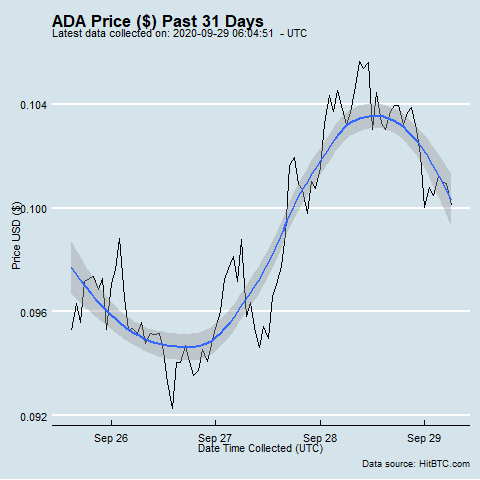 ADA Price ($) Past 31 Days
Latest data collected on: 2020-09-29 06:04:51 - UTC
Price USD ($)
0.104
0.100
0.096
0.092
Sep 26 Sep 27 Sep 28 Sep 29
Date Time Collected (UTC)
Data source: HitBTC.com